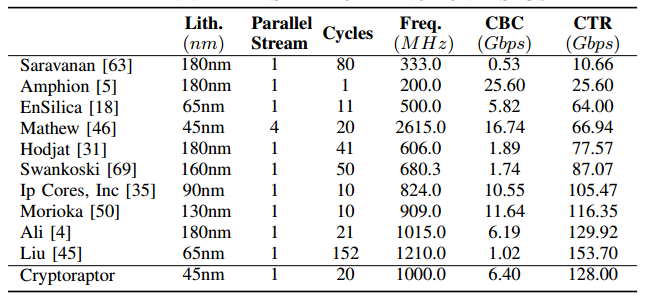 Lith. Parallel Cycles Freq. CBC CTR
(nm) Stream (MHz) (Gbps) (Gbps)
Saravanan [63] 180nm 1 80 333.0 0.53 10.66
Amphion [5] 180nm 1 1 200.0 25.60 25.60
EnSilica [18] 65nm 1 11 500.0 5.82 64.00
Mathew [46] 45nm 4 20 2615.0 16.74 66.94
Hodjat [31] 180nm 1 41 606.0 1.89 77.57
Swankoski [69] 160nm 1 50 680.3 1.74 87.07
Ip Cores, Inc [35] 90nm 1 10 824.0 10.55 105.47
Morioka [50] 130nm 1 10 909.0 11.64 116.35
Ali [4] 180nm 1 21 1015.0 6.19 129.92
Liu [45] 65nm 1 152 1210.0 1.02 153.70
Cryptoraptor 45nm 1 20 1000.0 6.40 128.00